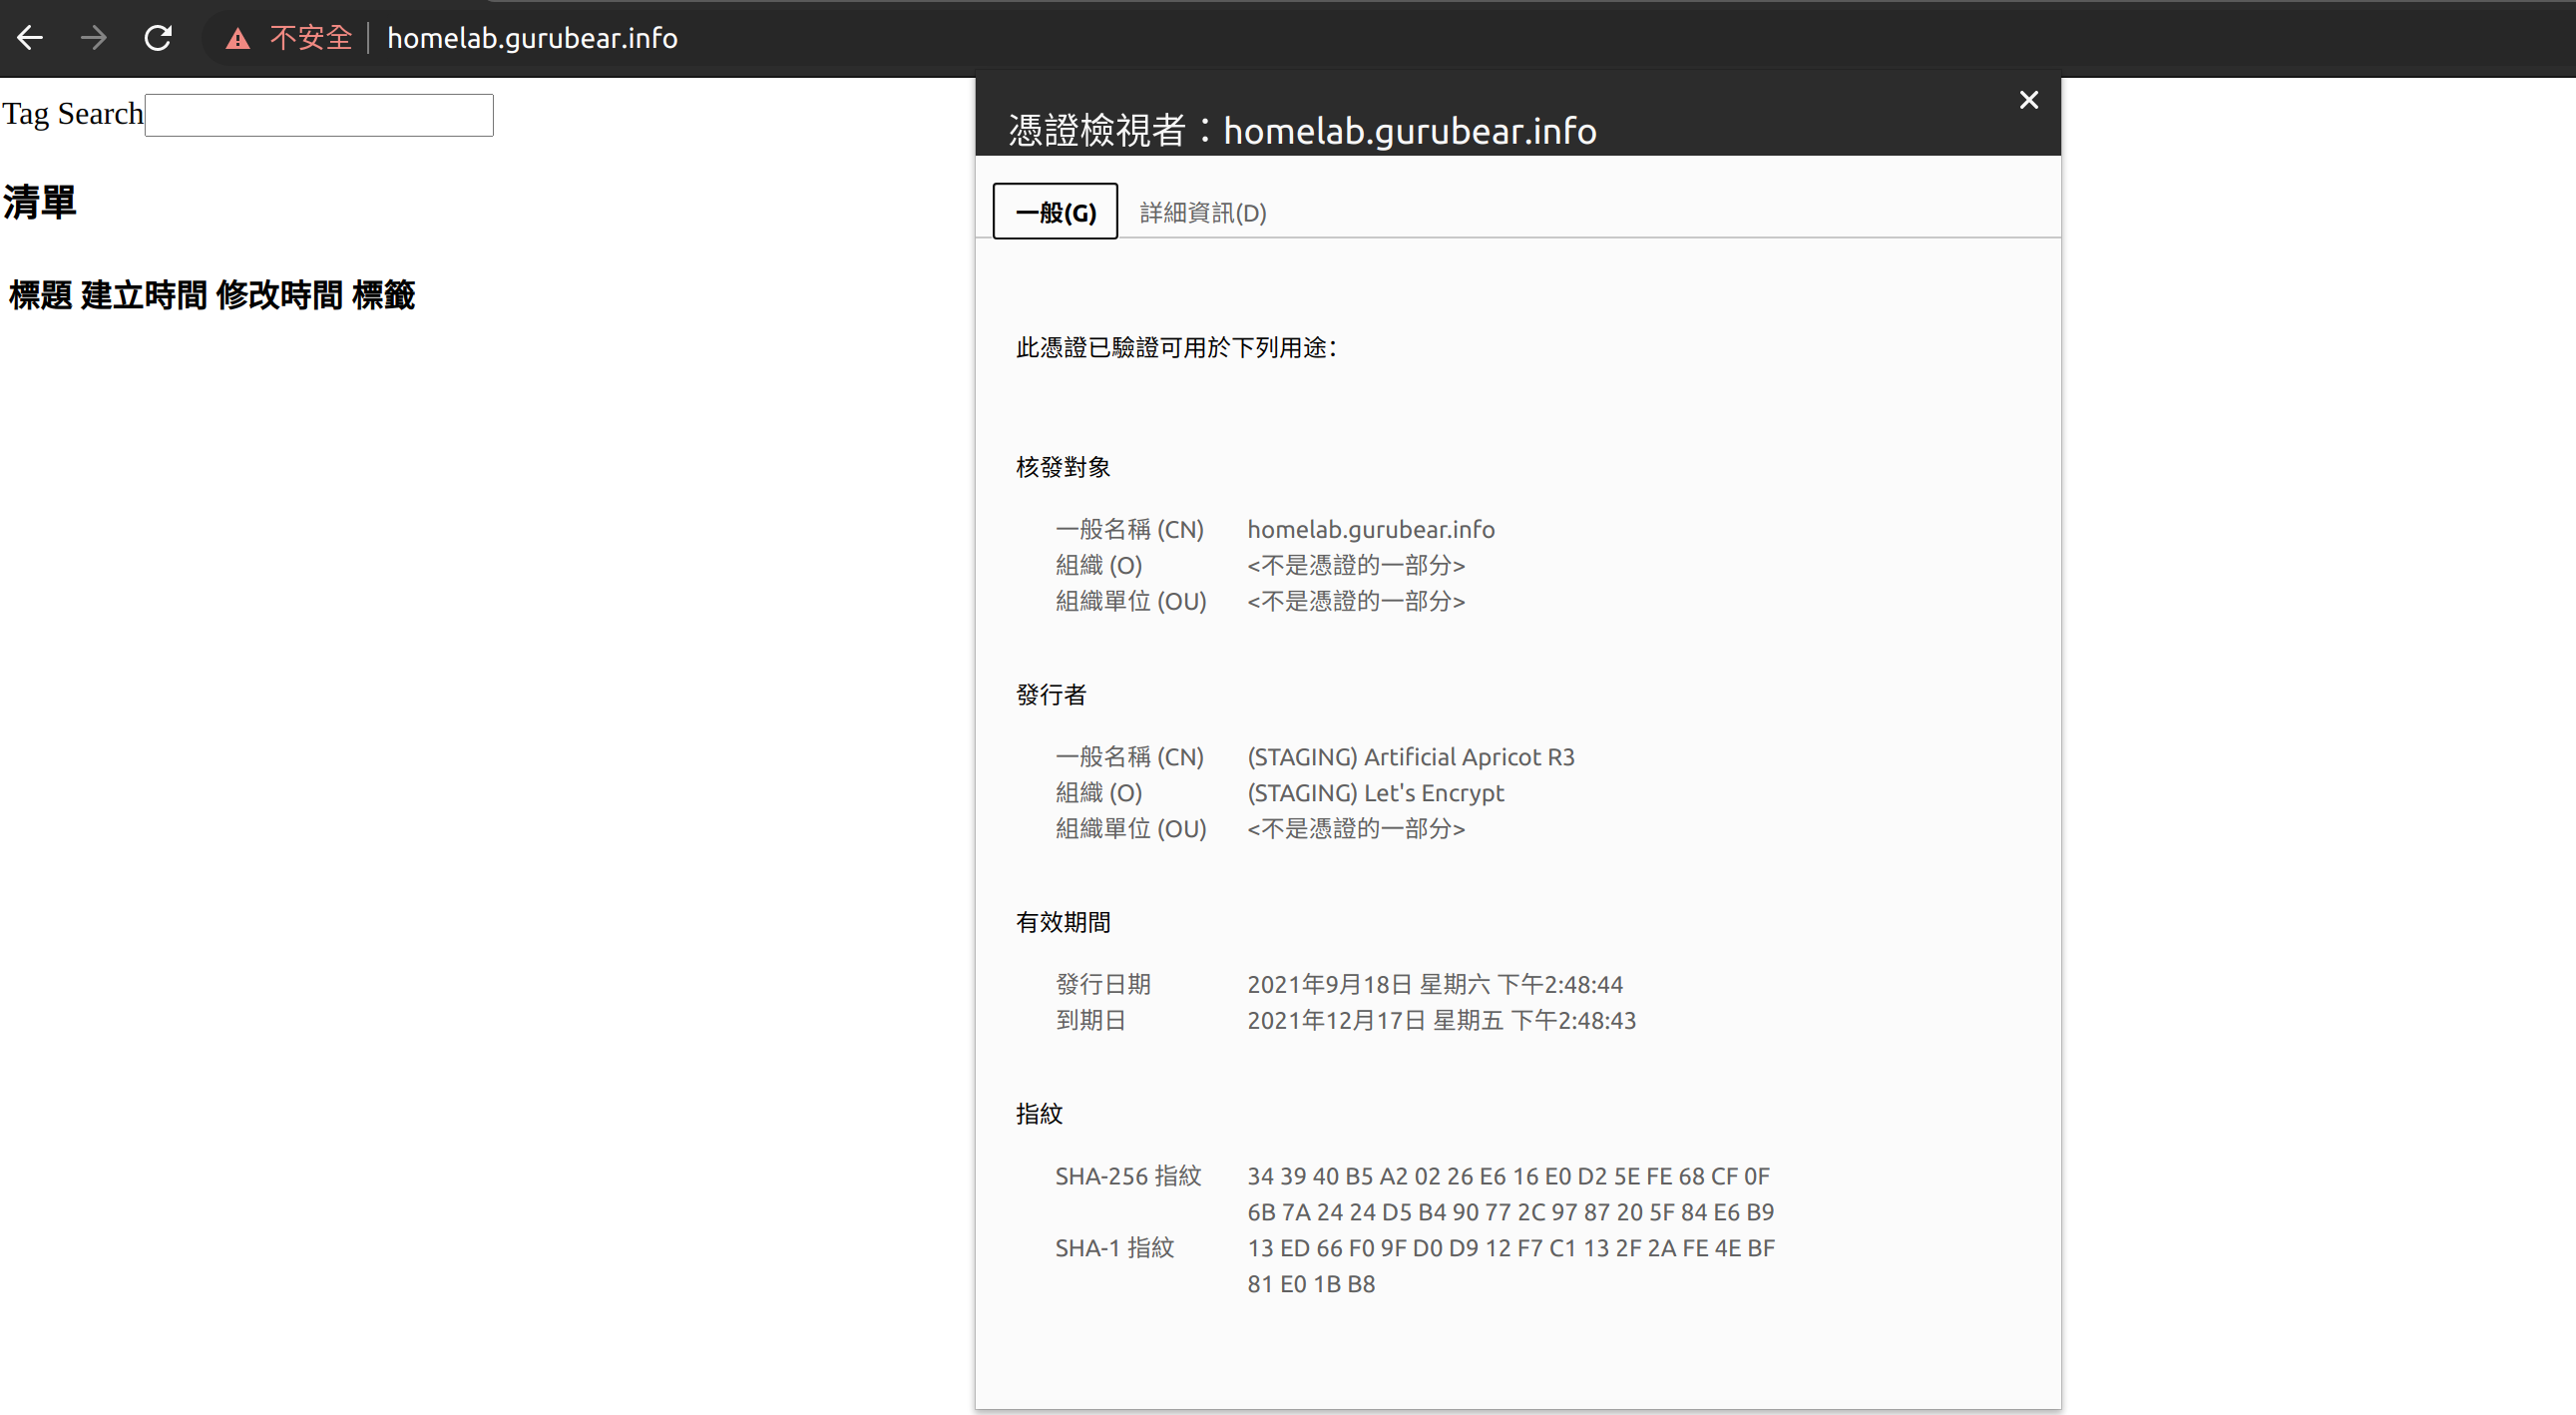 不安全 homelab.gurubear.info
Tag Search
清單
標題 建立時間 修改時間 標籤
憑證檢視者：homelab.gurubear.info
一般(G) 詳細資訊(D)
此憑證已驗證可用於下列用途：
核發對象
一般名稱 (CN) homelab.gurubear.info
組織 (O) <不是憑證的一部分>
組織單位 (OU) <不是憑證的一部分>
發行者
一般名稱 (CN) (STAGING) Artificial Apricot R3
組織 (O) (STAGING) Let's Encrypt
組織單位 (OU) <不是憑證的一部分>
有效期間
發行日期 2021年9月18日 星期六 下午2:48:44
到期日 2021年12月17日 星期五 下午2:48:43
指紋
SHA-256 指紋 34 39 40 B5 A2 02 26 E6 16 E0 D2 5E FE 68 CF 0F
6B 7A 24 24 D5 B4 90 77 2C 97 87 20 5F 84 E6 B9
SHA-1 指紋 13 ED 66 F0 9F D0 D9 12 F7 C1 13 2F 2A FE 4E BF
81 E0 1B B8